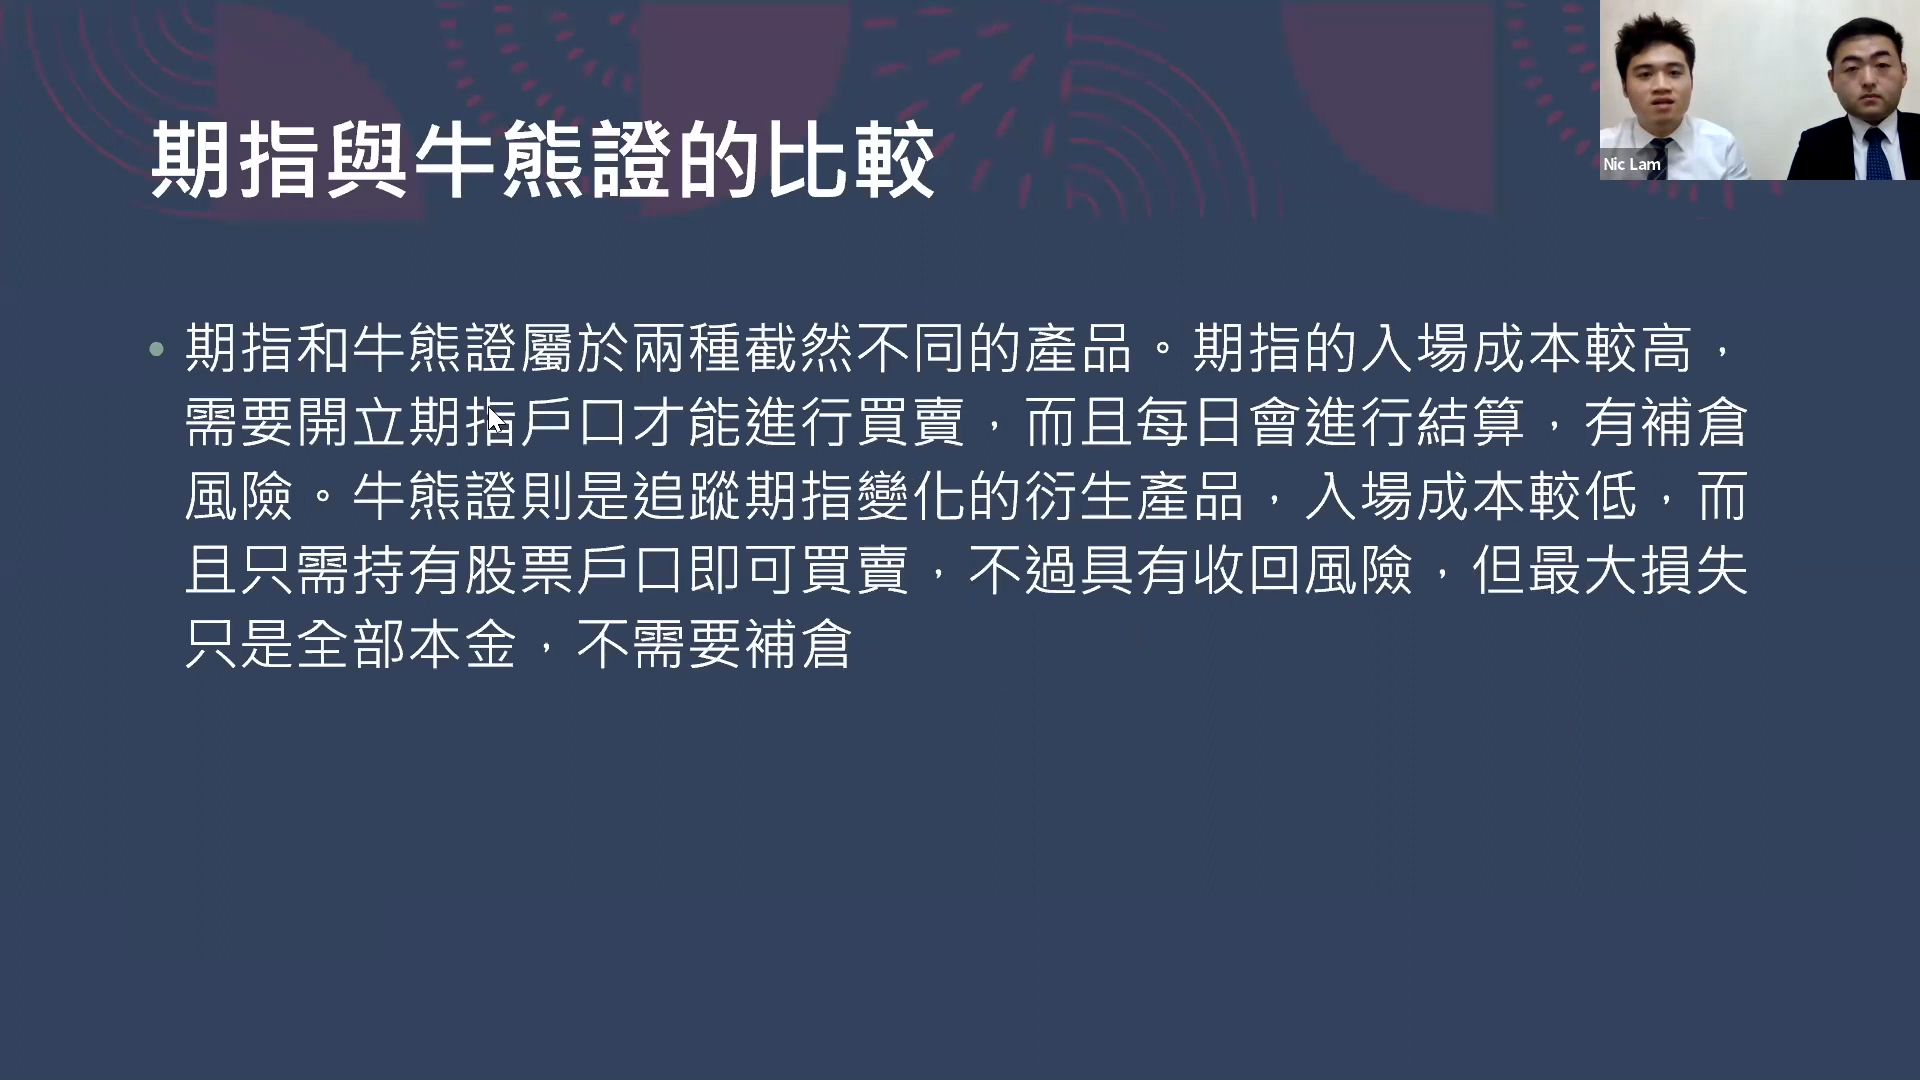 期指與牛熊證的比較
Nic Lam
• 期指和牛熊證屬於兩種截然不同的產品。期指的入場成本較高，
需要開立期指戶口才能進行買賣，而且每日會進行結算，有補倉
風險。牛熊證則是追蹤期指變化的衍生產品，入場成本較低，而
且只需持有股票戶口即可買賣，不過具有收回風險，但最大損失
只是全部本金，不需要補倉